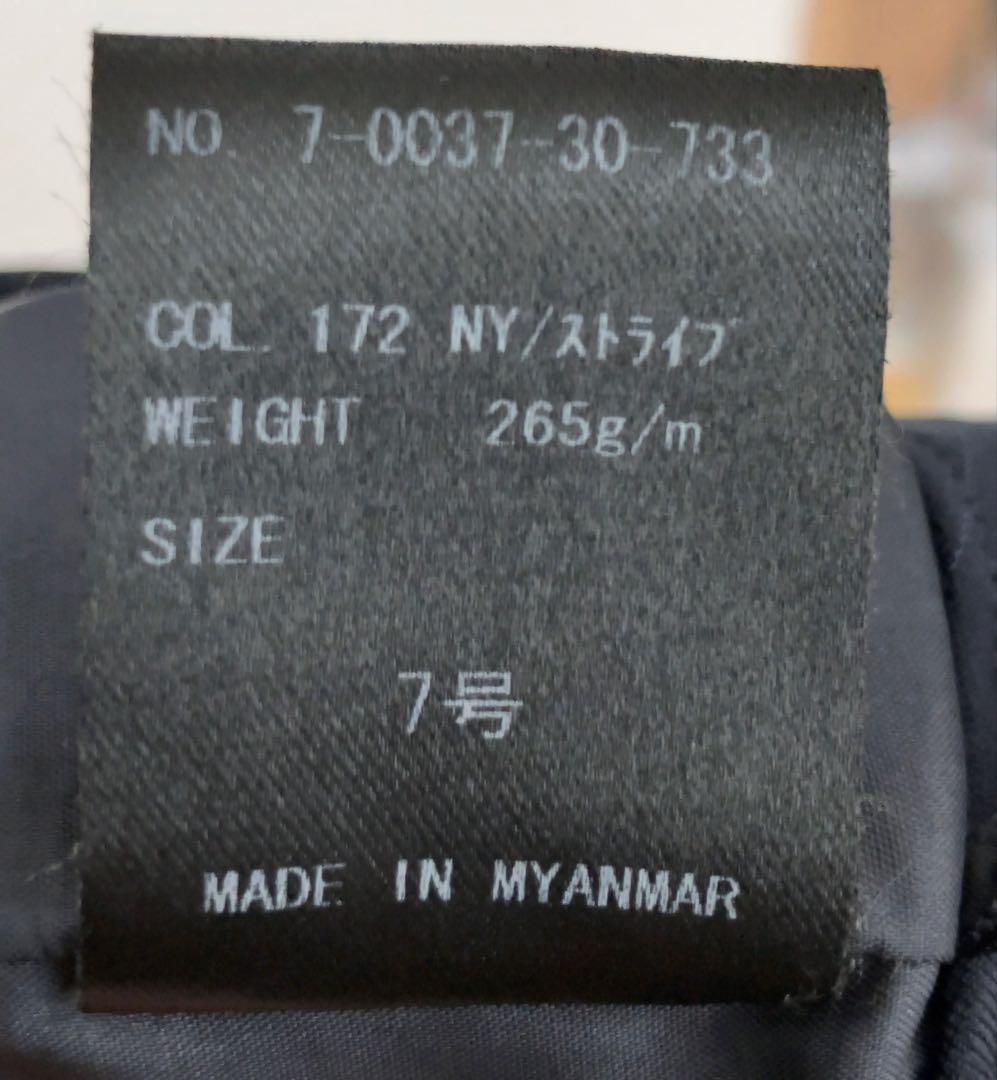 NO. 7-0037-30-733
COL. 172 NY/ｽﾄﾗｲﾌﾟ
WEIGHT 265g/m
SIZE
7号
MADE IN MYANMAR